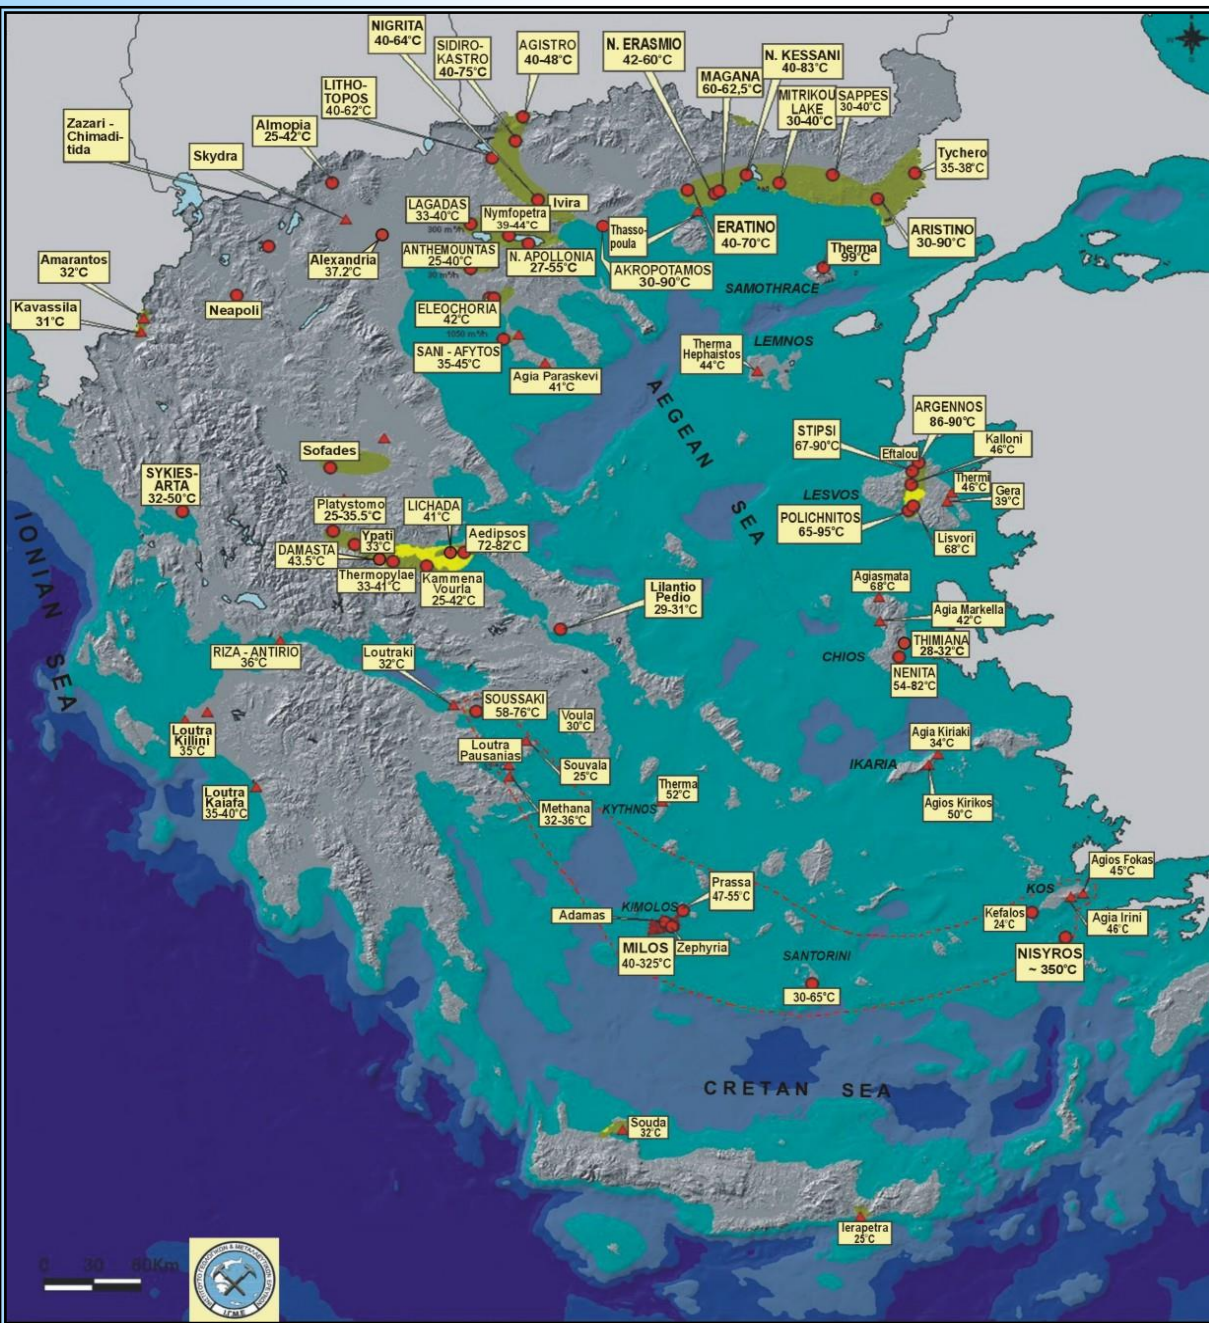 NIGRITA
40-64°C
SIDIRO-
KASTRO
40-75°C
AGISTRO
40-48°C
N. ERASMIO
42-60°C
MAGANA
60-62,5°C
N. KESSANI
40-83°C
MITRIKOU
LAKE
30-40°C
SAPPES
30-40°C
LITHO-
TOPOS
40-62°C
Zazari -
Chimadi-
tida
Almopia
25-42°C
Skydra
Tychero
35-38°C
LAGADAS
33-40°C
300 m³/h
Nymfopetra
39-44°C
Ivira
Thasso-
poula
ERATINO
40-70°C
ARISTINO
30-90°C
Amarantos
32°C
Alexandria
37.2°C
ANTHEMOUNTAS
25-40°C
N. APOLLONIA
27-55°C
AKROPOTAMOS
30-90°C
Therma
99°C
SAMOTHRACE
Kavassila
31°C
Neapoli
ELEOCHORIA
42°C
SANI - AFYTOS
35-45°C
Agia Paraskevi
41°C
Therma
Hephaistos
44°C
LEMNOS
AEGEAN
SEA
ARGENNOS
86-90°C
STIPSI
67-90°C
Eftalou
Kalloni
46°C
Thermi
46°C
Gera
39°C
LESVOS
POLICHNITOS
65-95°C
Lisvori
68°C
Sofades
SYKIES-
ARTA
32-50°C
IONIAN
SEA
Platystomo
25-35.5°C
LICHADA
41°C
Ypati
33°C
Aedipsos
72-82°C
DAMASTA
43.5°C
Thermopylae
33-41°C
Kammena
Vourla
25-42°C
Lilantio
Pedio
29-31°C
Agiasmata
68°C
Agia Markella
42°C
THIMIANA
28-32°C
CHIOS
NENITA
54-82°C
RIZA - ANTIRIO
36°C
Loutraki
32°C
SOUSSAKI
58-76°C
Voula
30°C
Loutra
Killini
35°C
Loutra
Pausanias
Souvala
25°C
Agia Kiriaki
34°C
IKARIA
Loutra
Kaiafa
35-40°C
Methana
32-36°C
Therma
52°C
KYTHNOS
Agios Kirikos
50°C
Agios Fokas
45°C
KOS
Prassa
47-55°C
KIMOLOS
Adamas
Zephyria
MILOS
40-325°C
Kefalos
24°C
Agia Irini
46°C
NISYROS
~ 350°C
SANTORINI
30-65°C
CRETAN SEA
Souda
32°C
Ierapetra
25°C
0 30 60Km
Ι.Γ.Μ.Ε.